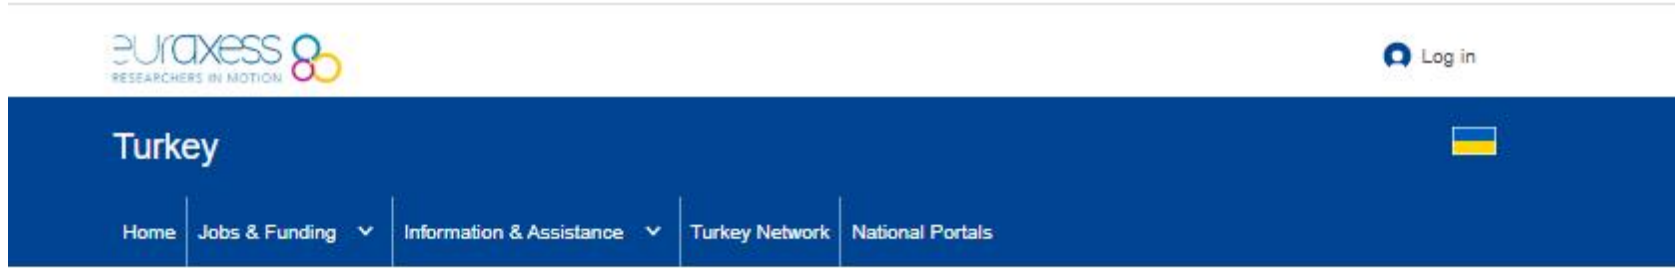 euraxess
RESEARCHERS IN MOTION
Log in
Turkey
Home Jobs & Funding Information & Assistance Turkey Network National Portals